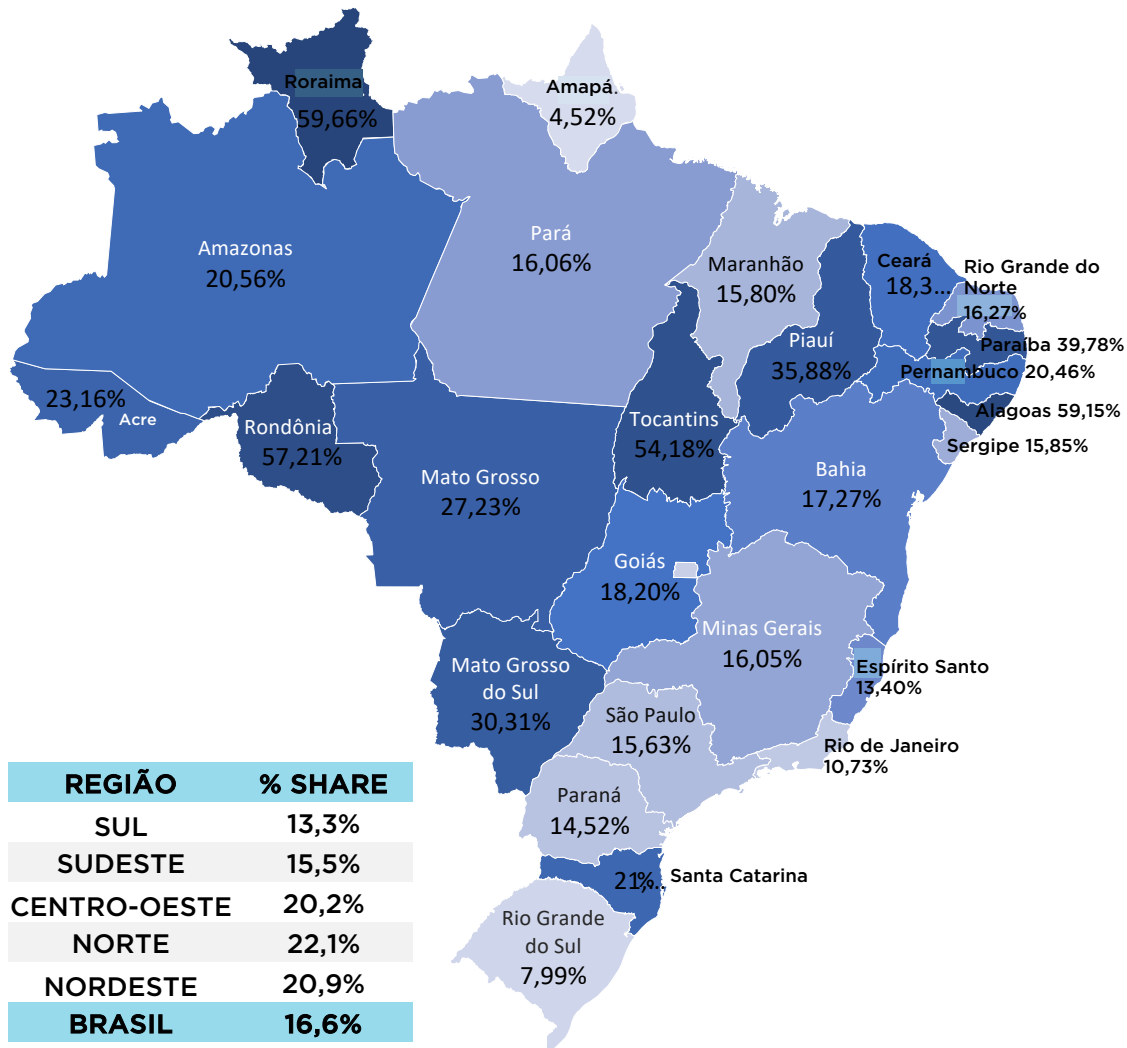 Roraima
59,66%
Amapá.
4,52%
Amazonas
20,56%
Pará
16,06%
Maranhão
15,80%
Ceará
18,3...
Rio Grande do
Norte
16,27%
Piauí
35,88%
Paraíba 39,78%
Pernambuco 20,46%
Alagoas 59,15%
Sergipe 15,85%
23,16%
Acre
Rondônia
57,21%
Tocantins
54,18%
Mato Grosso
27,23%
Bahia
17,27%
Goiás
18,20%
Minas Gerais
16,05%
Espírito Santo
13,40%
Mato Grosso
do Sul
30,31%
São Paulo
15,63%
Rio de Janeiro
10,73%
Paraná
14,52%
21%...
Santa Catarina
Rio Grande
do Sul
7,99%
REGIÃO % SHARE
SUL 13,3%
SUDESTE 15,5%
CENTRO-OESTE 20,2%
NORTE 22,1%
NORDESTE 20,9%
BRASIL 16,6%